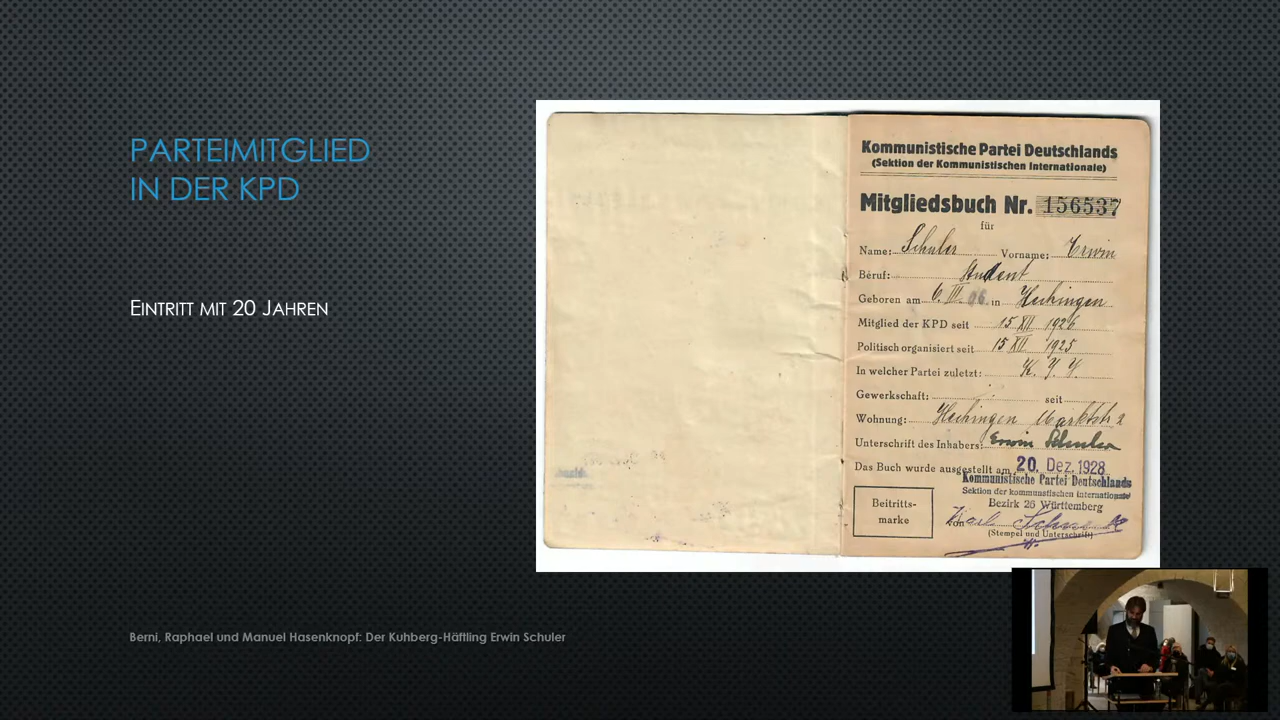 PARTEIMITGLIED
IN DER KPD
EINTRITT MIT 20 JAHREN
Kommunistische Partei Deutschlands
(Sektion der Kommunistischen Internationale)
Mitgliedsbuch Nr. 156537
für
Name: Schuler Vorname: Erwin
Beruf: Student
Geboren am 6. III. 06 in Hechingen
Mitglied der KPD seit 15 XII 1926
Politisch organisiert seit 15 XII. 1925
In welcher Partei zuletzt: K. J. J.
Gewerkschaft: seit
Wohnung: Hechingen Marktstr 2
Unterschrift des Inhabers: Erwin Schuler
Das Buch wurde ausgestellt am 20. Dez. 1928
Kommunistische Partei Deutschlands
Sektion der kommunistischen Internationale
Bezirk 26 Württemberg
Beitritts-
marke
(Stempel und Unterschrift)
Berni, Raphael und Manuel Hasenknopf: Der Kuhberg-Häftling Erwin Schuler